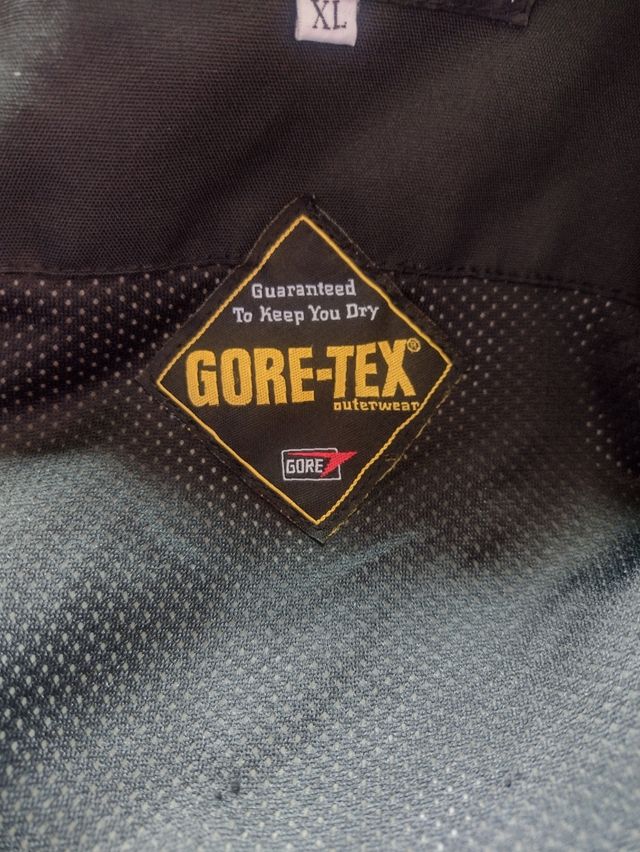 XL
Guaranteed
To Keep You Dry
GORE-TEX®
outerwear
GORE